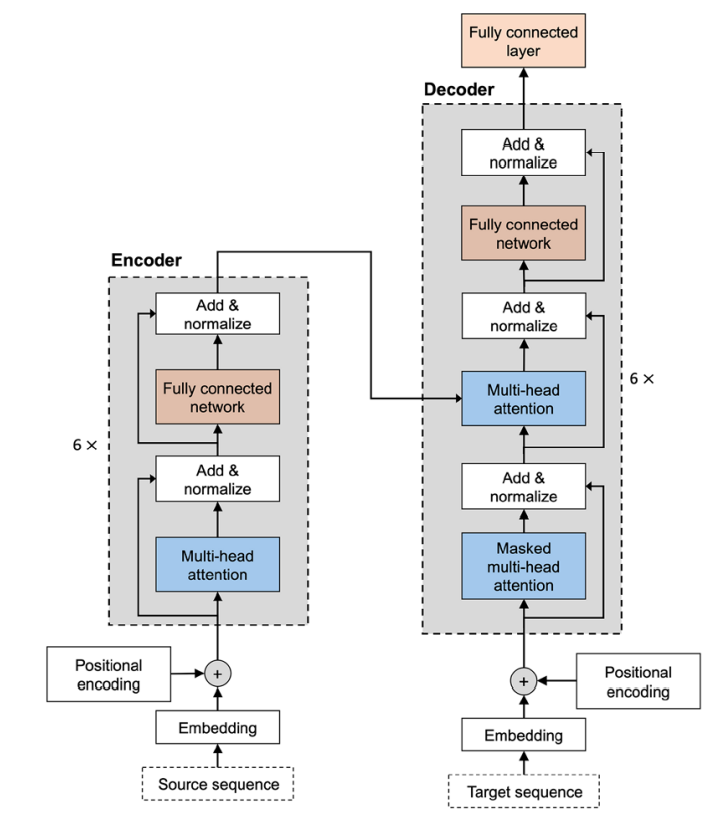 Fully connected
layer
Decoder
Add &
normalize
Fully connected
network
Add &
normalize
6 ×
Multi-head
attention
Add &
normalize
Masked
multi-head
attention
Positional
encoding
+
Embedding
Target sequence
Encoder
Add &
normalize
Fully connected
network
6 ×
Add &
normalize
Multi-head
attention
Positional
encoding
+
Embedding
Source sequence